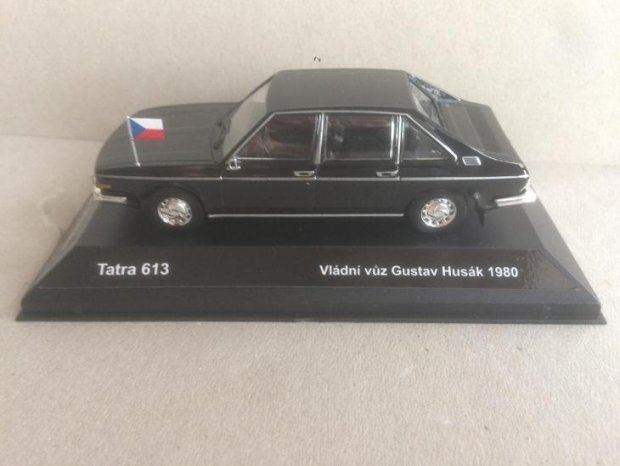 Tatra 613
Vládní vůz Gustav Husák 1980